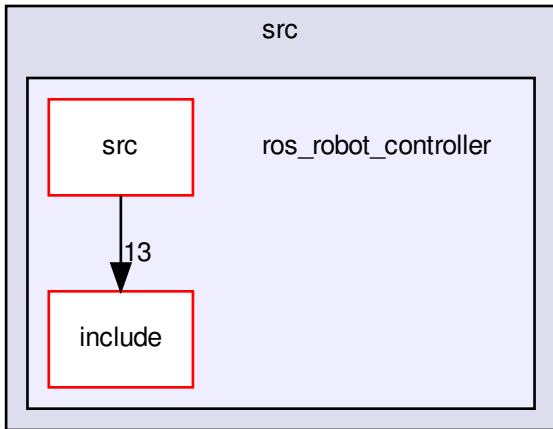 src
src
ros_robot_controller
13
include